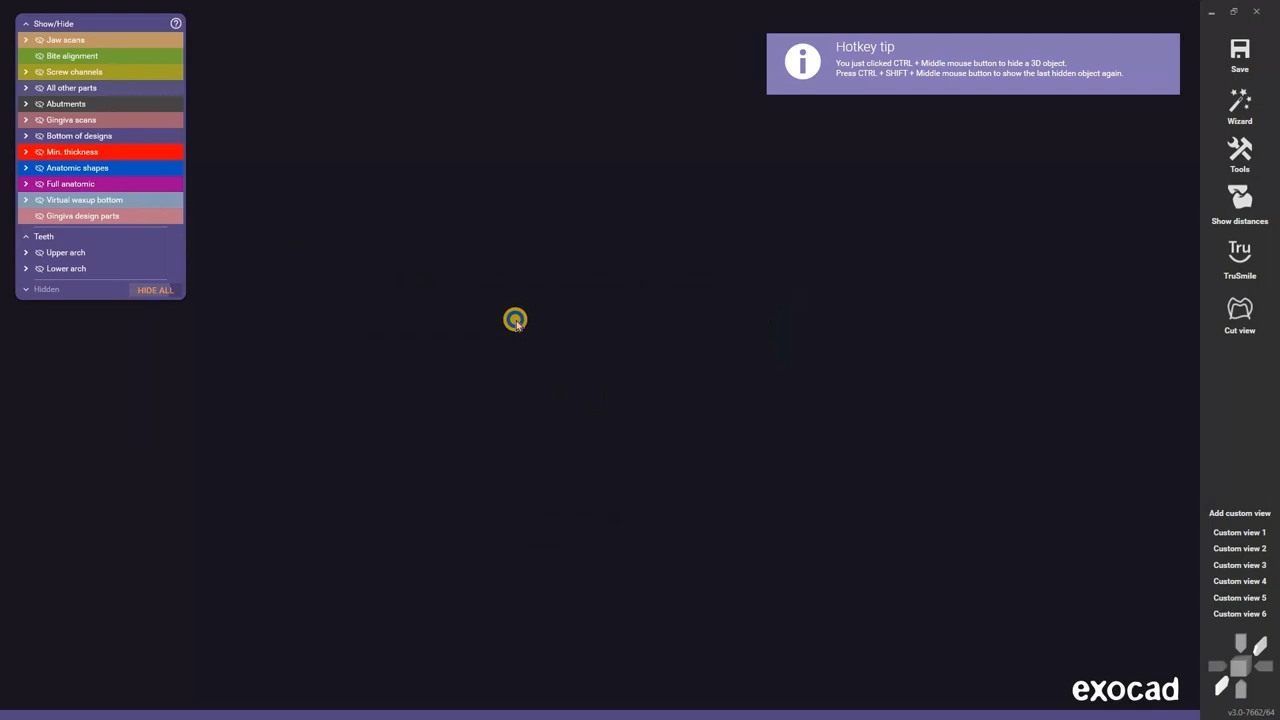 Show/Hide
Jaw scans
Bite alignment
Screw channels
All other parts
Abutments
Gingiva scans
Bottom of designs
Min. thickness
Anatomic shapes
Full anatomic
Virtual waxup bottom
Gingiva design parts
Teeth
Upper arch
Lower arch
Hidden HIDE ALL
Hotkey tip
You just clicked CTRL + Middle mouse button to hide a 3D object.
Press CTRL + SHIFT + Middle mouse button to show the last hidden object again.
Save
Wizard
Tools
Show distances
Tru
TruSmile
Cut view
Add custom view
Custom view 1
Custom view 2
Custom view 3
Custom view 4
Custom view 5
Custom view 6
exocad
v3.0-7662/64